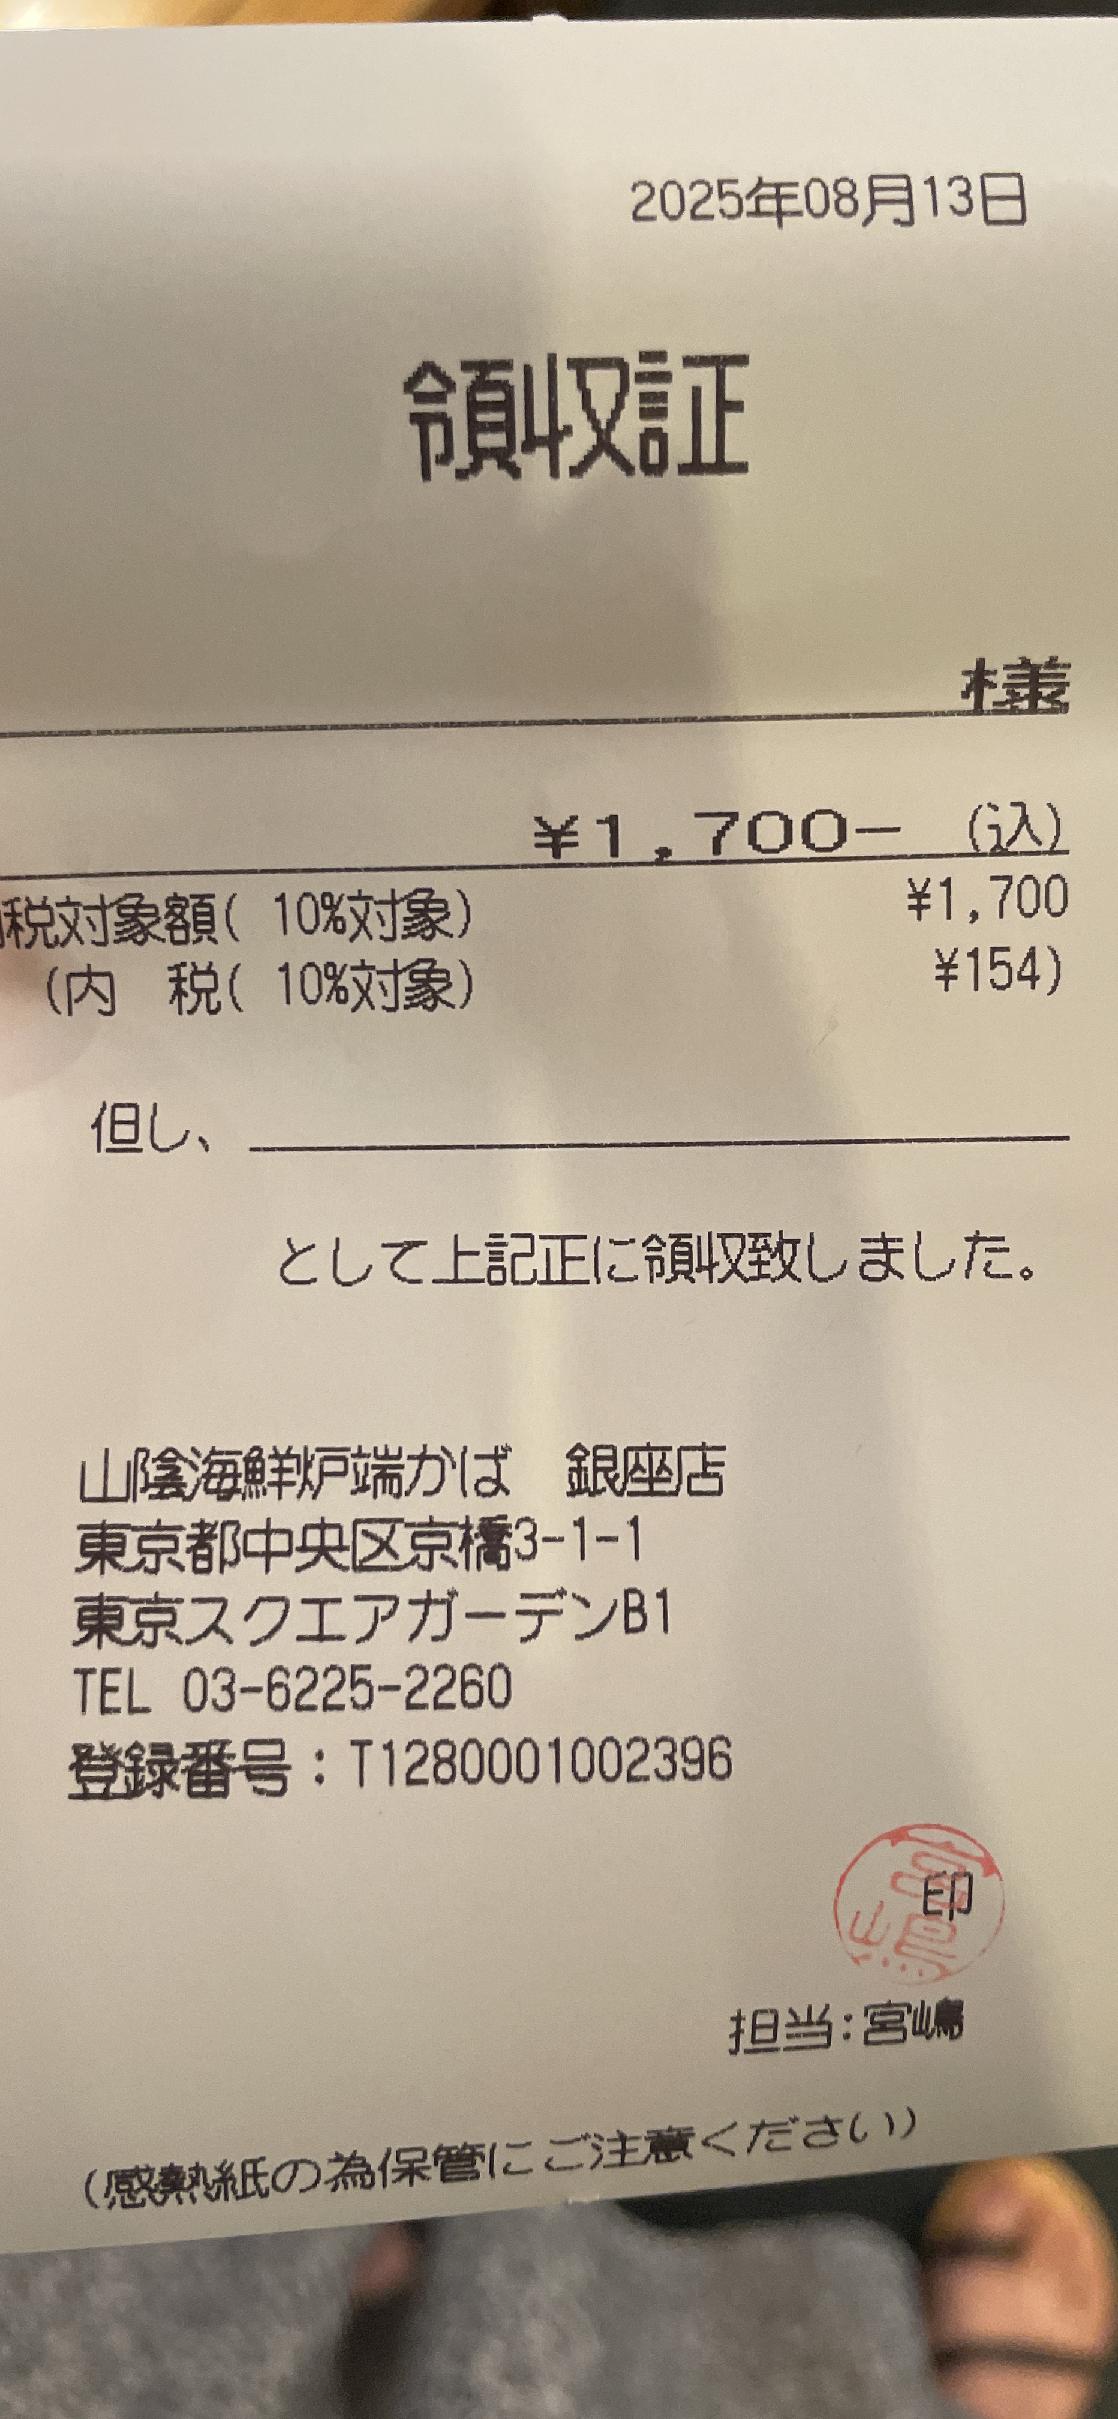 2025年08月13日
領収証
様
¥1,700− (込)
税対象額( 10%対象) ¥1,700
(内 税( 10%対象) ¥154)
但し、
として上記正に領収致しました。
山陰海鮮炉端かば 銀座店
東京都中央区京橋3-1-1
東京スクエアガーデンB1
TEL 03-6225-2260
登録番号：T1280001002396
印
宮嶋
担当:宮嶋
(感熱紙の為保管にご注意ください)